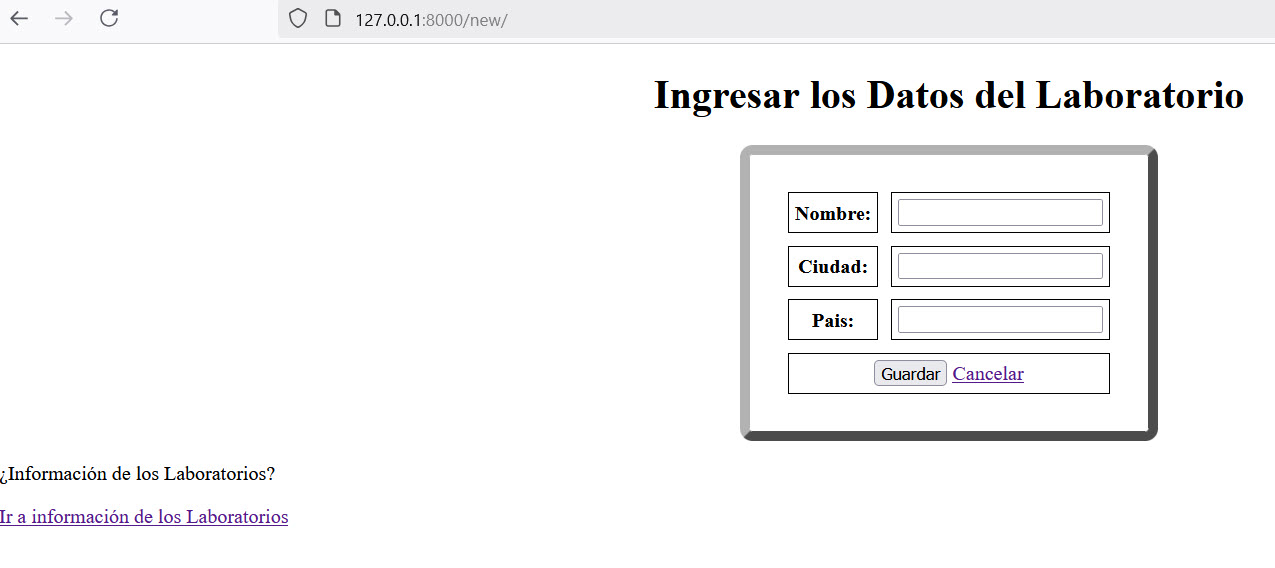 127.0.0.1:8000/new/
Ingresar los Datos del Laboratorio
Nombre:
Ciudad:
Pais:
Guardar Cancelar
¿Información de los Laboratorios?
Ir a información de los Laboratorios